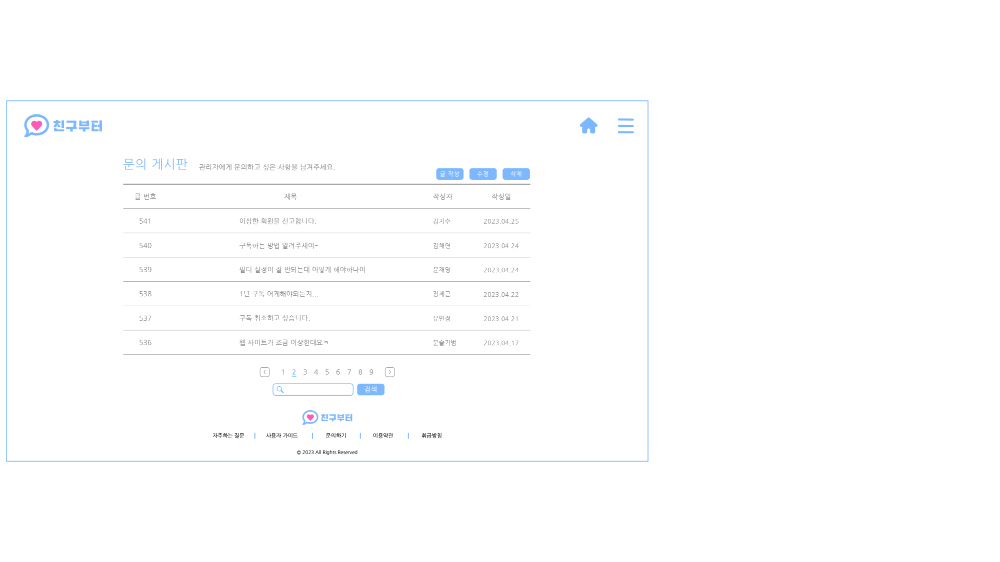 친구부터
문의 게시판 관리자에게 문의하고 싶은 사항을 남겨주세요.
글 작성 수정 삭제
글 번호 제목 작성자 작성일
541 이상한 회원을 신고합니다. 김지수 2023.04.25
540 구독하는 방법 알려주세여~ 김채연 2023.04.24
539 필터 설정이 잘 안되는데 어떻게 해야하나여 윤재영 2023.04.24
538 1년 구독 어케해야되는지... 장제근 2023.04.22
537 구독 취소하고 싶습니다. 유민정 2023.04.21
536 웹 사이트가 조금 이상한데요ㅋ 문슬기범 2023.04.17
1 2 3 4 5 6 7 8 9
검색
친구부터
자주하는 질문 | 사용자 가이드 | 문의하기 | 이용약관 | 취급방침
© 2023 All Rights Reserved